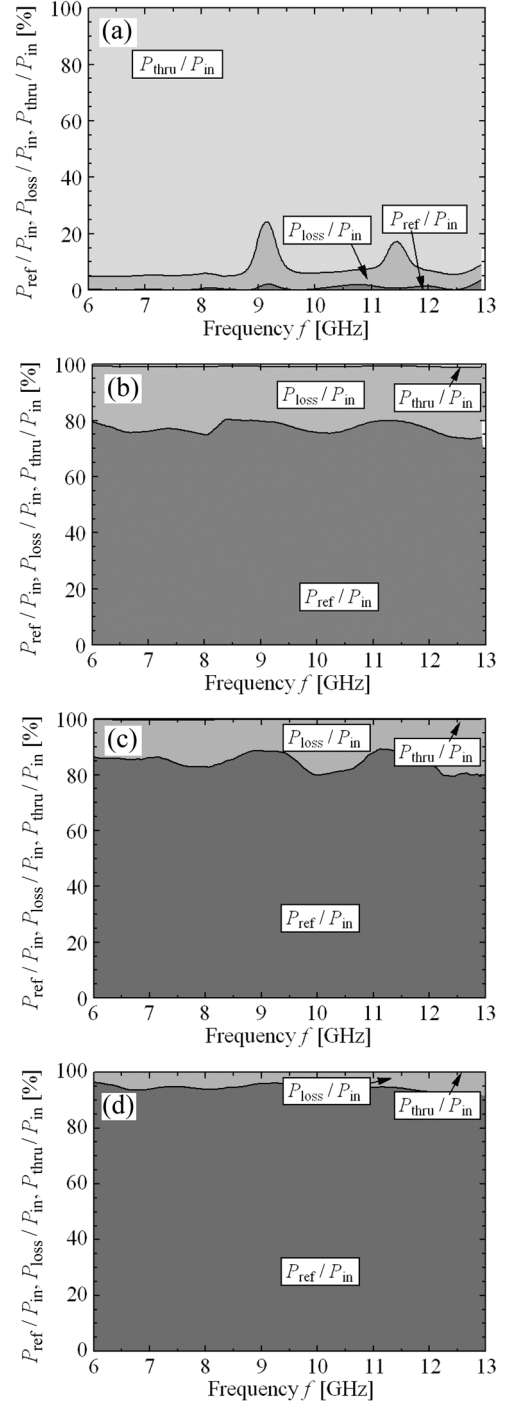 (a)
P_ref / P_in, P_loss / P_in, P_thru / P_in [%]
100
80
60
40
20
0
P_thru / P_in
P_loss / P_in
P_ref / P_in
6 7 8 9 10 11 12 13
Frequency f [GHz]
(b)
P_ref / P_in, P_loss / P_in, P_thru / P_in [%]
100
80
60
40
20
0
P_loss / P_in
P_thru / P_in
P_ref / P_in
6 7 8 9 10 11 12 13
Frequency f [GHz]
(c)
P_ref / P_in, P_loss / P_in, P_thru / P_in [%]
100
80
60
40
20
0
P_loss / P_in
P_thru / P_in
P_ref / P_in
6 7 8 9 10 11 12 13
Frequency f [GHz]
(d)
P_ref / P_in, P_loss / P_in, P_thru / P_in [%]
100
80
60
40
20
0
P_loss / P_in
P_thru / P_in
P_ref / P_in
6 7 8 9 10 11 12 13
Frequency f [GHz]